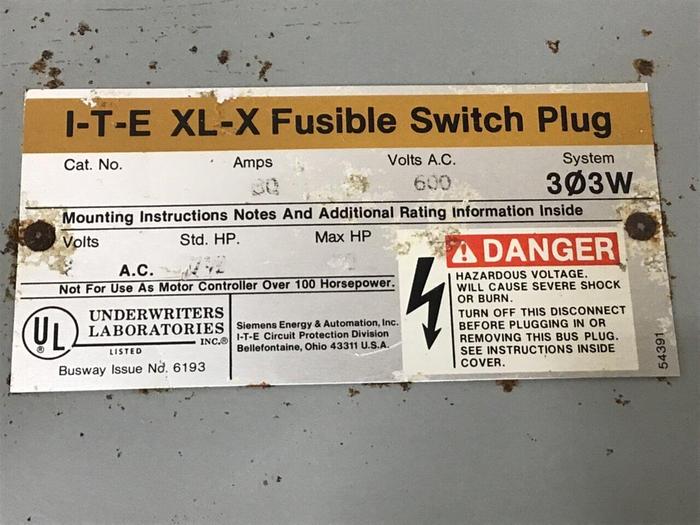 I-T-E XL-X Fusible Switch Plug
Cat. No. Amps Volts A.C. System
600 3Ø3W
Mounting Instructions Notes And Additional Rating Information Inside
Volts Std. HP. Max HP
A.C.
Not For Use As Motor Controller Over 100 Horsepower.
UL ®
UNDERWRITERS
LABORATORIES
INC.®
LISTED
Busway Issue No. 6193
Siemens Energy & Automation, Inc.
I-T-E Circuit Protection Division
Bellefontaine, Ohio 43311 U.S.A.
DANGER
HAZARDOUS VOLTAGE.
WILL CAUSE SEVERE SHOCK
OR BURN.
TURN OFF THIS DISCONNECT
BEFORE PLUGGING IN OR
REMOVING THIS BUS PLUG.
SEE INSTRUCTIONS INSIDE
COVER.
54391